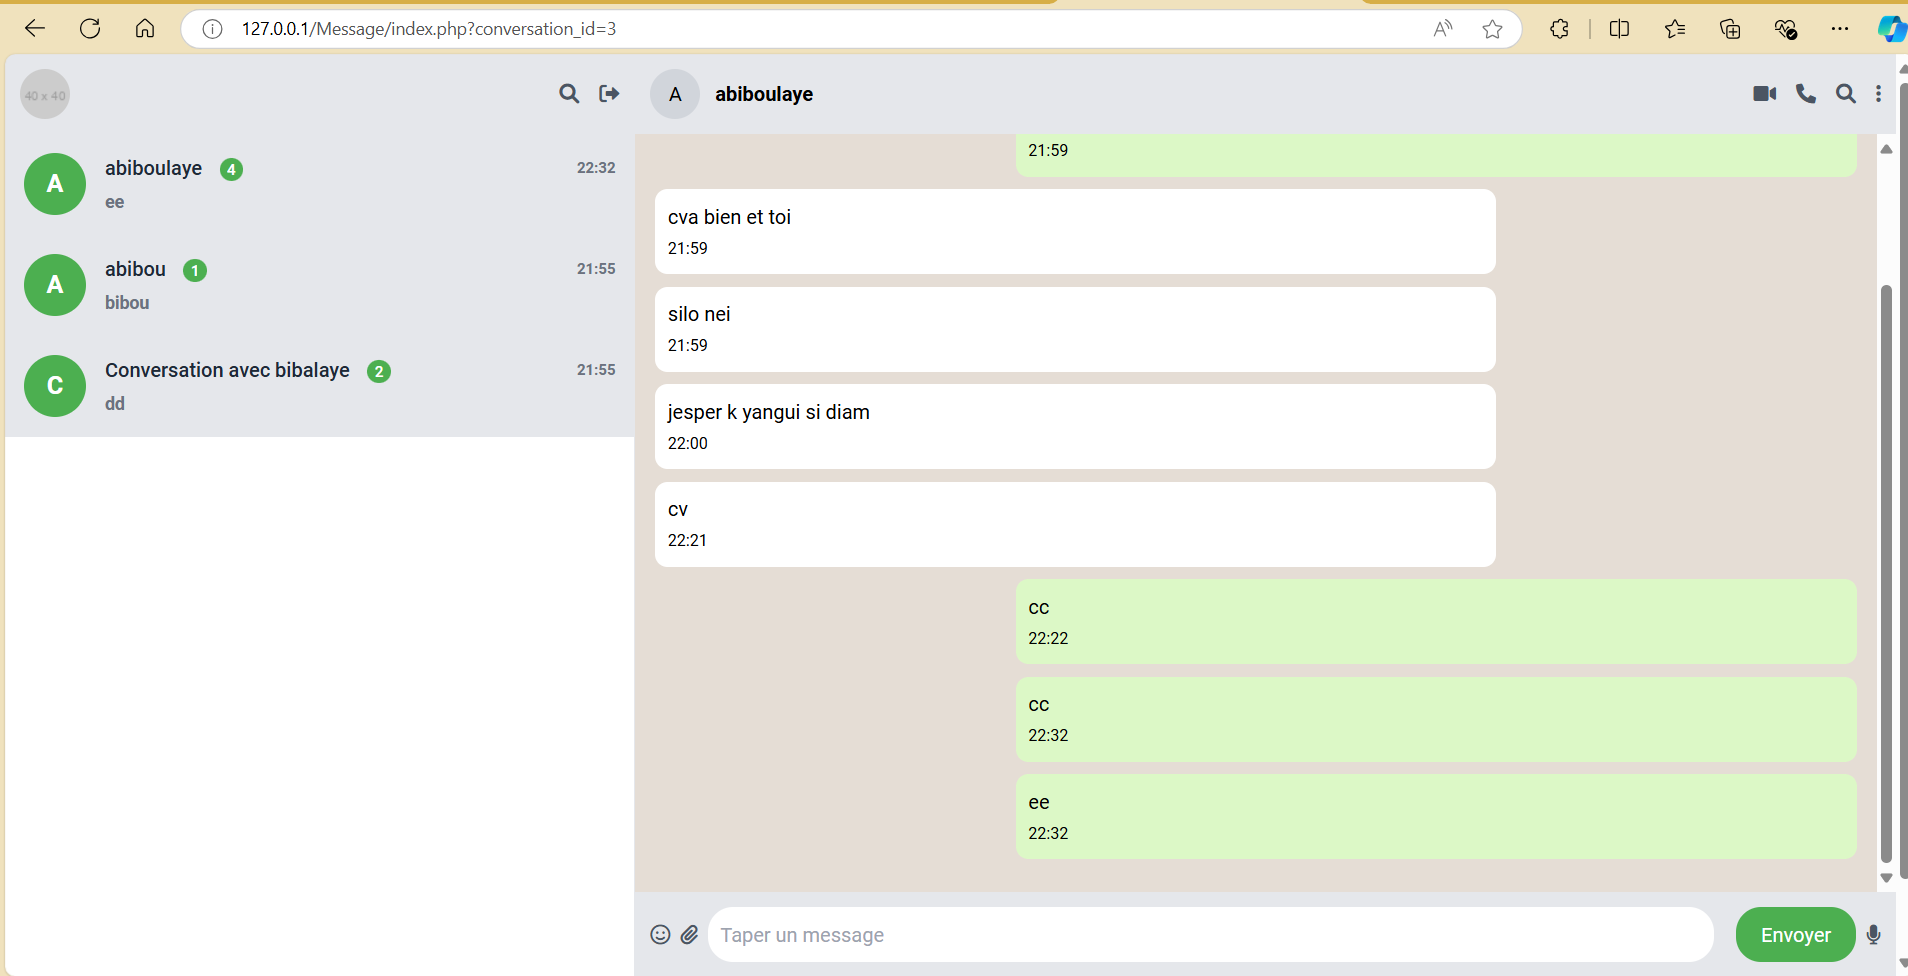 127.0.0.1/Message/index.php?conversation_id=3
40 x 40
A abiboulaye 4 22:32
ee
A abibou 1 21:55
bibou
C Conversation avec bibalaye 2 21:55
dd
A abiboulaye
21:59
cva bien et toi
21:59
silo nei
21:59
jesper k yangui si diam
22:00
cv
22:21
cc
22:22
cc
22:32
ee
22:32
Taper un message
Envoyer